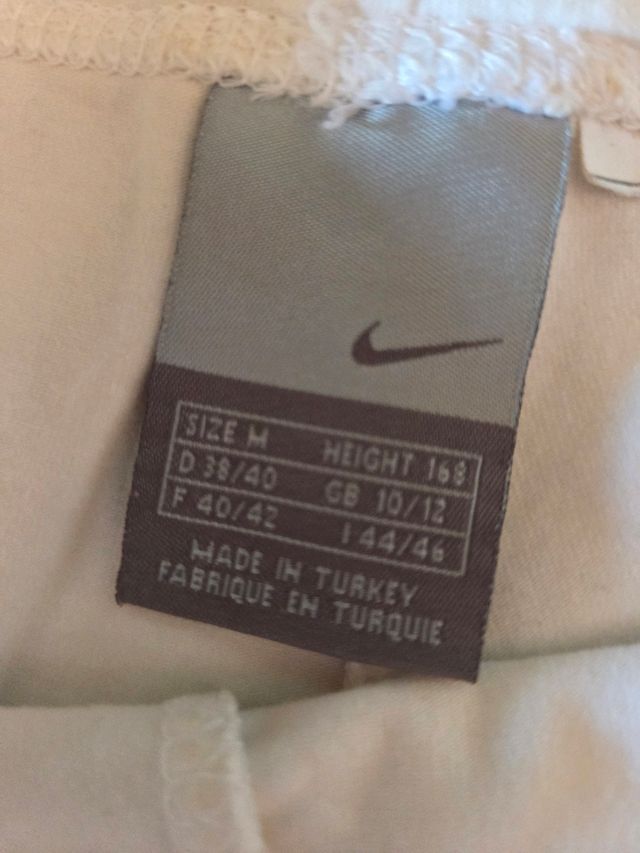 SIZE M HEIGHT 168
D 38/40 GB 10/12
F 40/42 I 44/46
MADE IN TURKEY
FABRIQUE EN TURQUIE